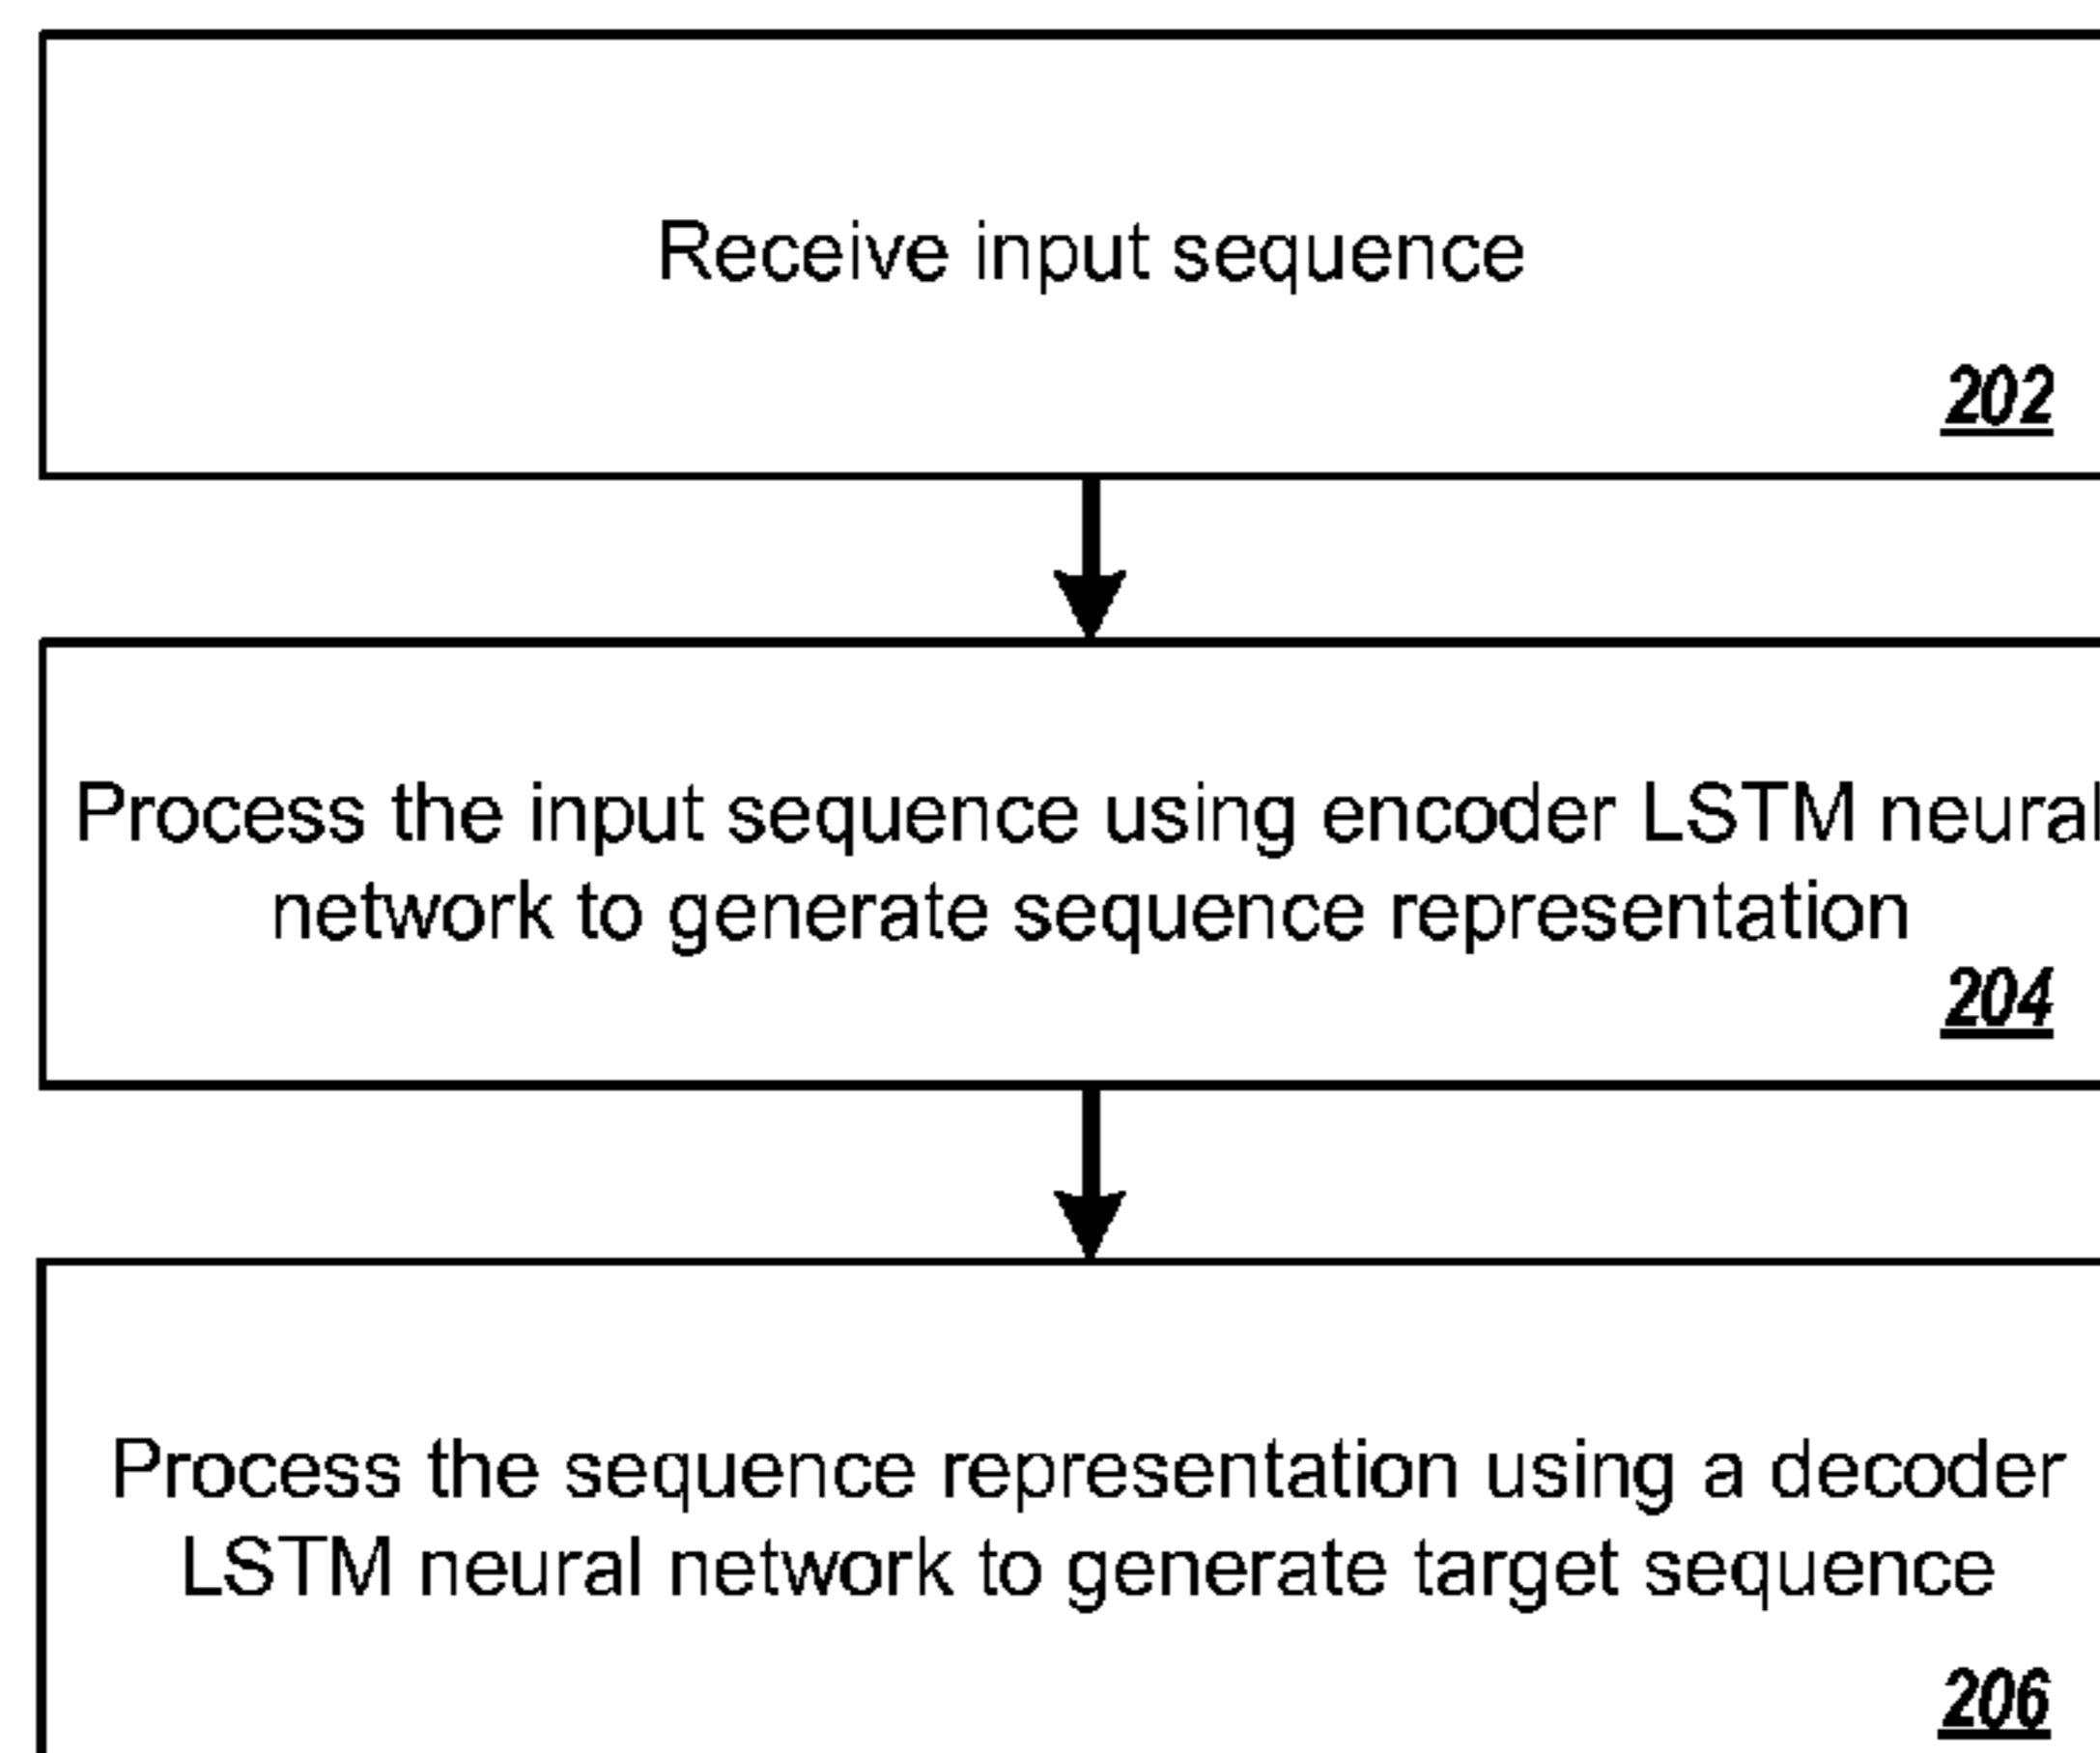 Receive input sequence
202
Process the input sequence using encoder LSTM neural
network to generate sequence representation
204
Process the sequence representation using a decoder
LSTM neural network to generate target sequence
206